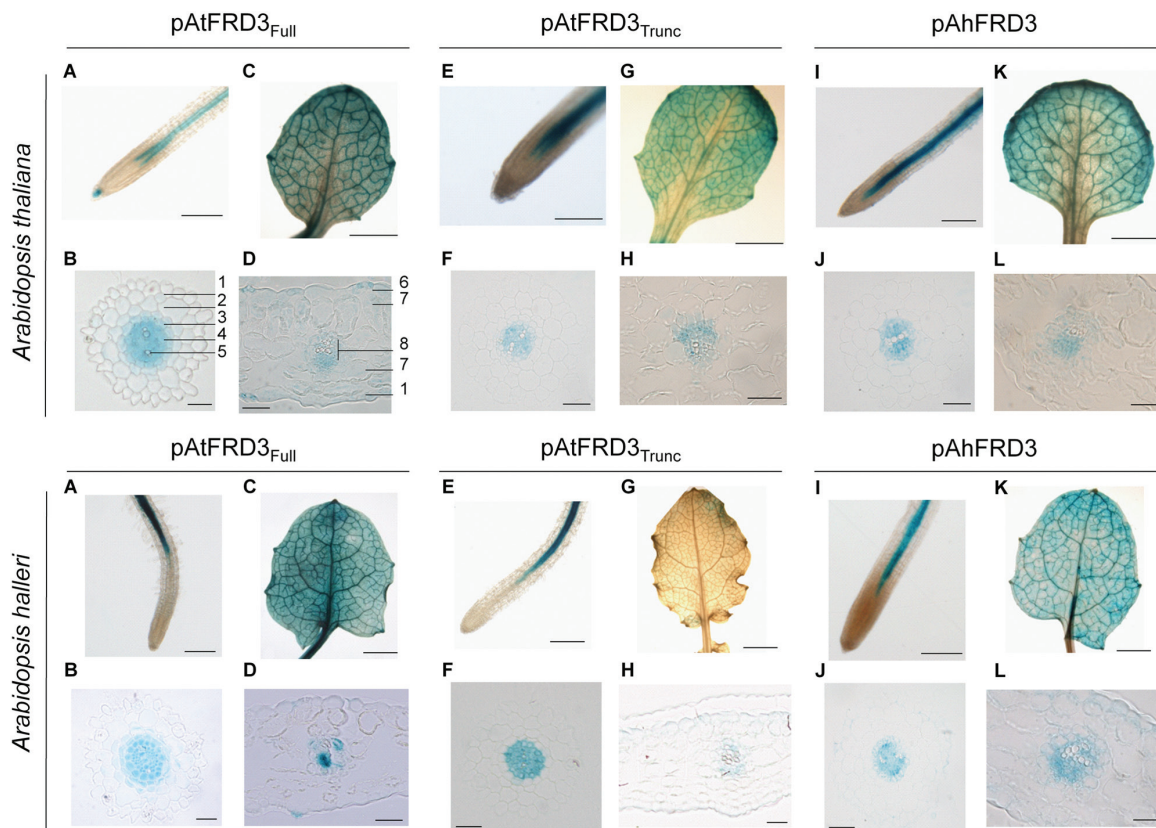 pAtFRD3Full pAtFRD3Trunc pAhFRD3
Arabidopsis thaliana
A C E G I K
B D F H J L
1 6
2 7
3
4 8
5 7
1
pAtFRD3Full pAtFRD3Trunc pAhFRD3
Arabidopsis halleri
A C E G I K
B D F H J L